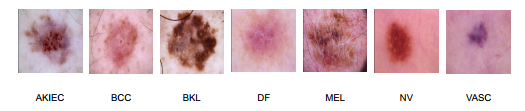 AKIEC BCC BKL DF MEL NV VASC